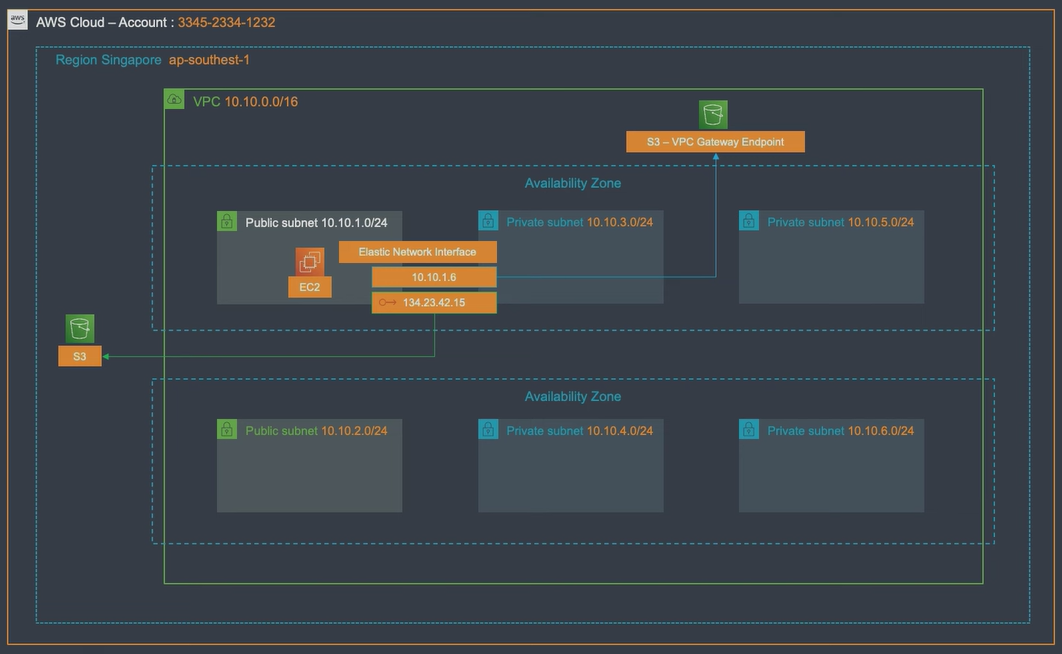 aws
AWS Cloud – Account : 3345-2334-1232
Region Singapore ap-southest-1
VPC 10.10.0.0/16
S3 – VPC Gateway Endpoint
Availability Zone
Public subnet 10.10.1.0/24
Private subnet 10.10.3.0/24
Private subnet 10.10.5.0/24
Elastic Network Interface
10.10.1.6
EC2
134.23.42.15
S3
Availability Zone
Public subnet 10.10.2.0/24
Private subnet 10.10.4.0/24
Private subnet 10.10.6.0/24